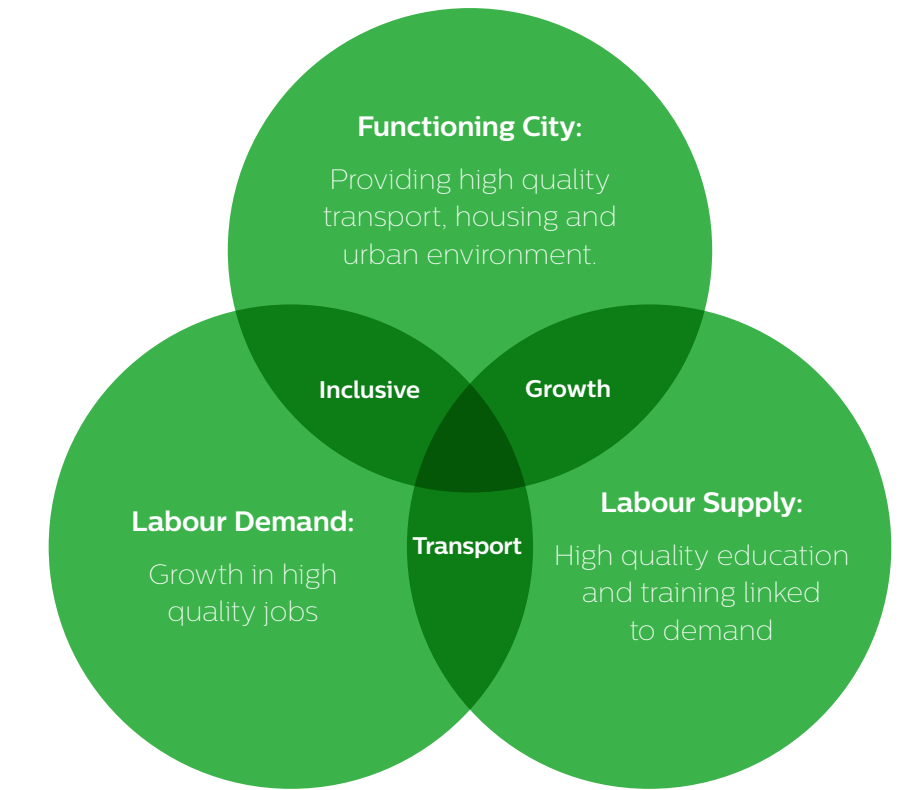 Functioning City:
Providing high quality
transport, housing and
urban environment.
Inclusive
Growth
Labour Demand:
Growth in high
quality jobs
Transport
Labour Supply:
High quality education
and training linked
to demand